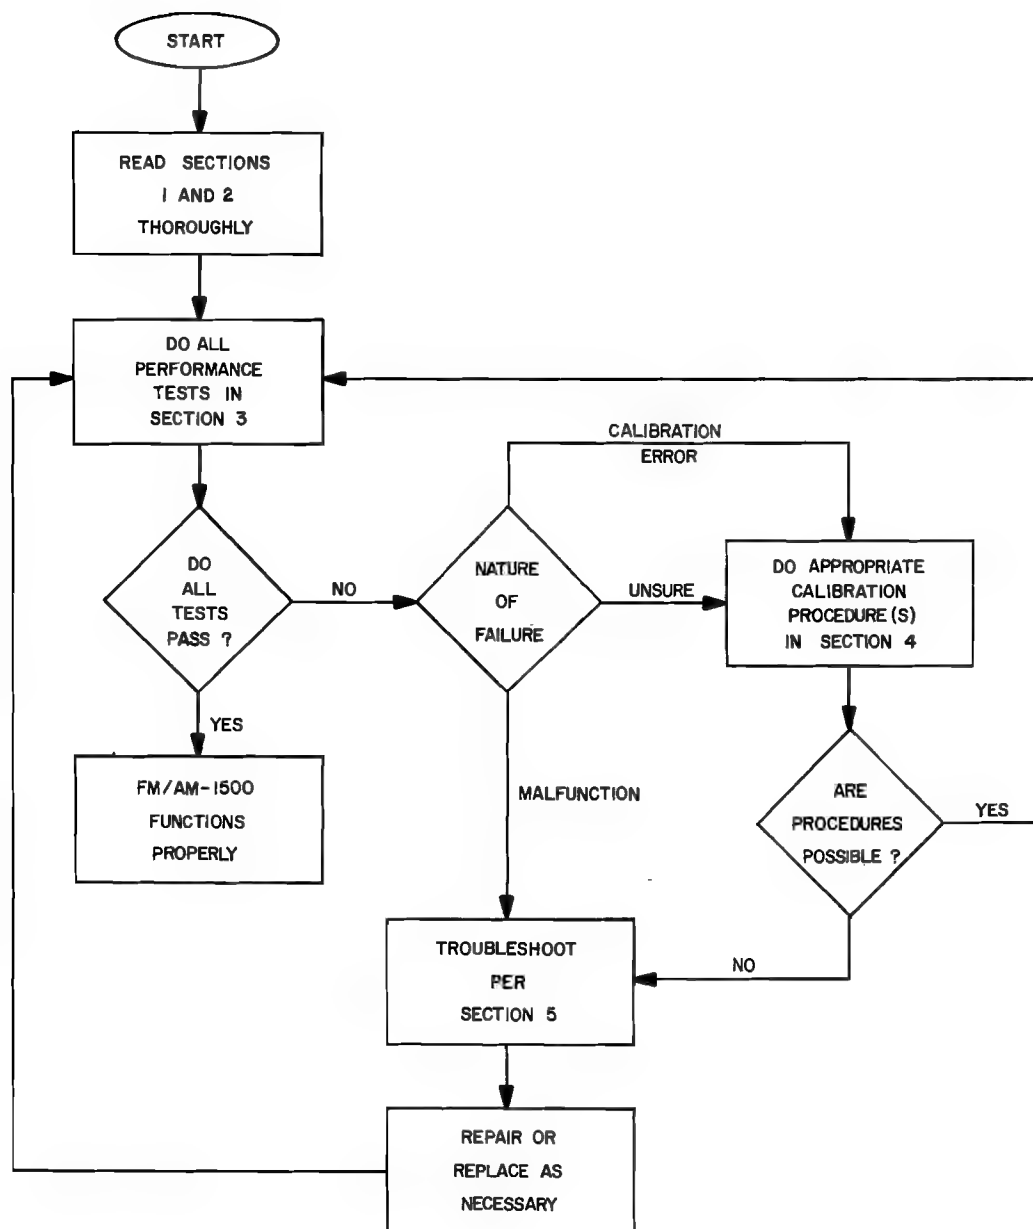 START
READ SECTIONS
1 AND 2
THOROUGHLY
DO ALL
PERFORMANCE
TESTS IN
SECTION 3
CALIBRATION
ERROR
DO
ALL
TESTS
PASS ?
NO
NATURE
OF
FAILURE
UNSURE
DO APPROPRIATE
CALIBRATION
PROCEDURE(S)
IN SECTION 4
YES
FM/AM-1500
FUNCTIONS
PROPERLY
MALFUNCTION
ARE
PROCEDURES
POSSIBLE ?
YES
TROUBLESHOOT
PER
SECTION 5
NO
REPAIR OR
REPLACE AS
NECESSARY